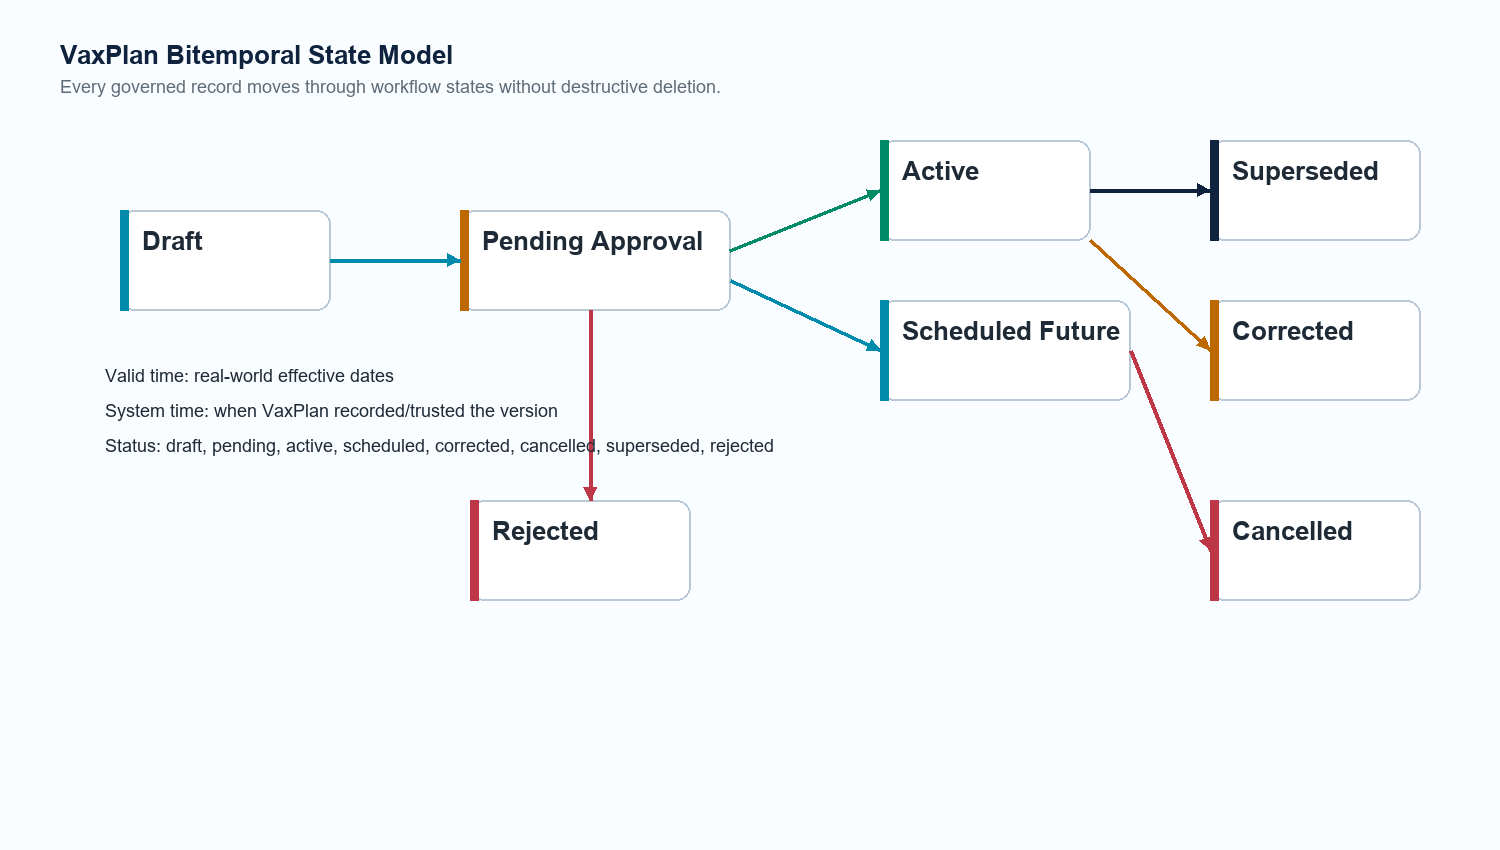 VaxPlan Bitemporal State Model
Every governed record moves through workflow states without destructive deletion.
Draft
Pending Approval
Active
Superseded
Scheduled Future
Corrected
Valid time: real-world effective dates
System time: when VaxPlan recorded/trusted the version
Status: draft, pending, active, scheduled, corrected, cancelled, superseded, rejected
Rejected
Cancelled